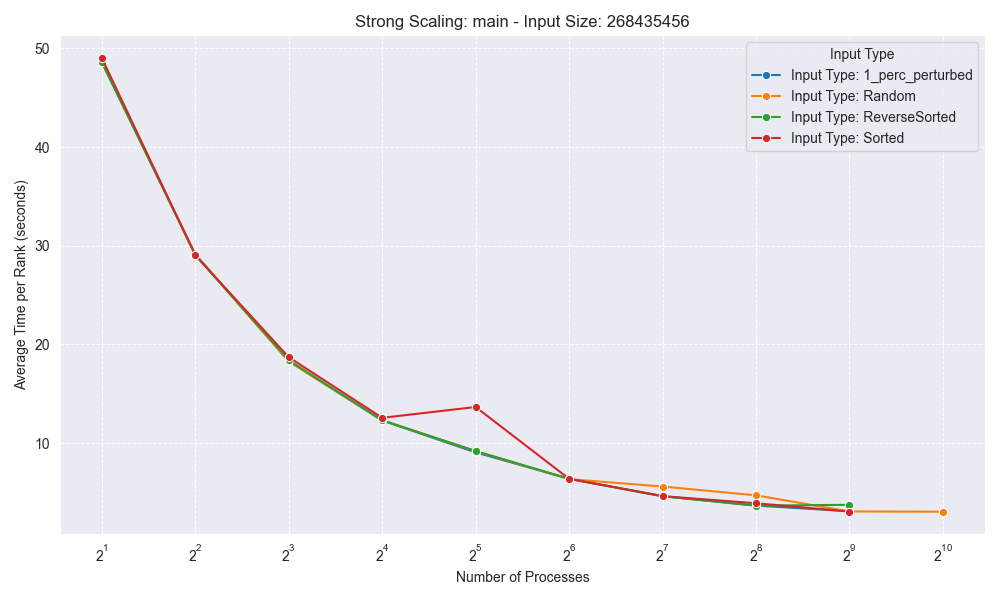 Strong Scaling: main - Input Size: 268435456
Input Type
Input Type: 1_perc_perturbed
Input Type: Random
Input Type: ReverseSorted
Input Type: Sorted
Average Time per Rank (seconds)
50
40
30
20
10
2^1 2^2 2^3 2^4 2^5 2^6 2^7 2^8 2^9 2^10
Number of Processes